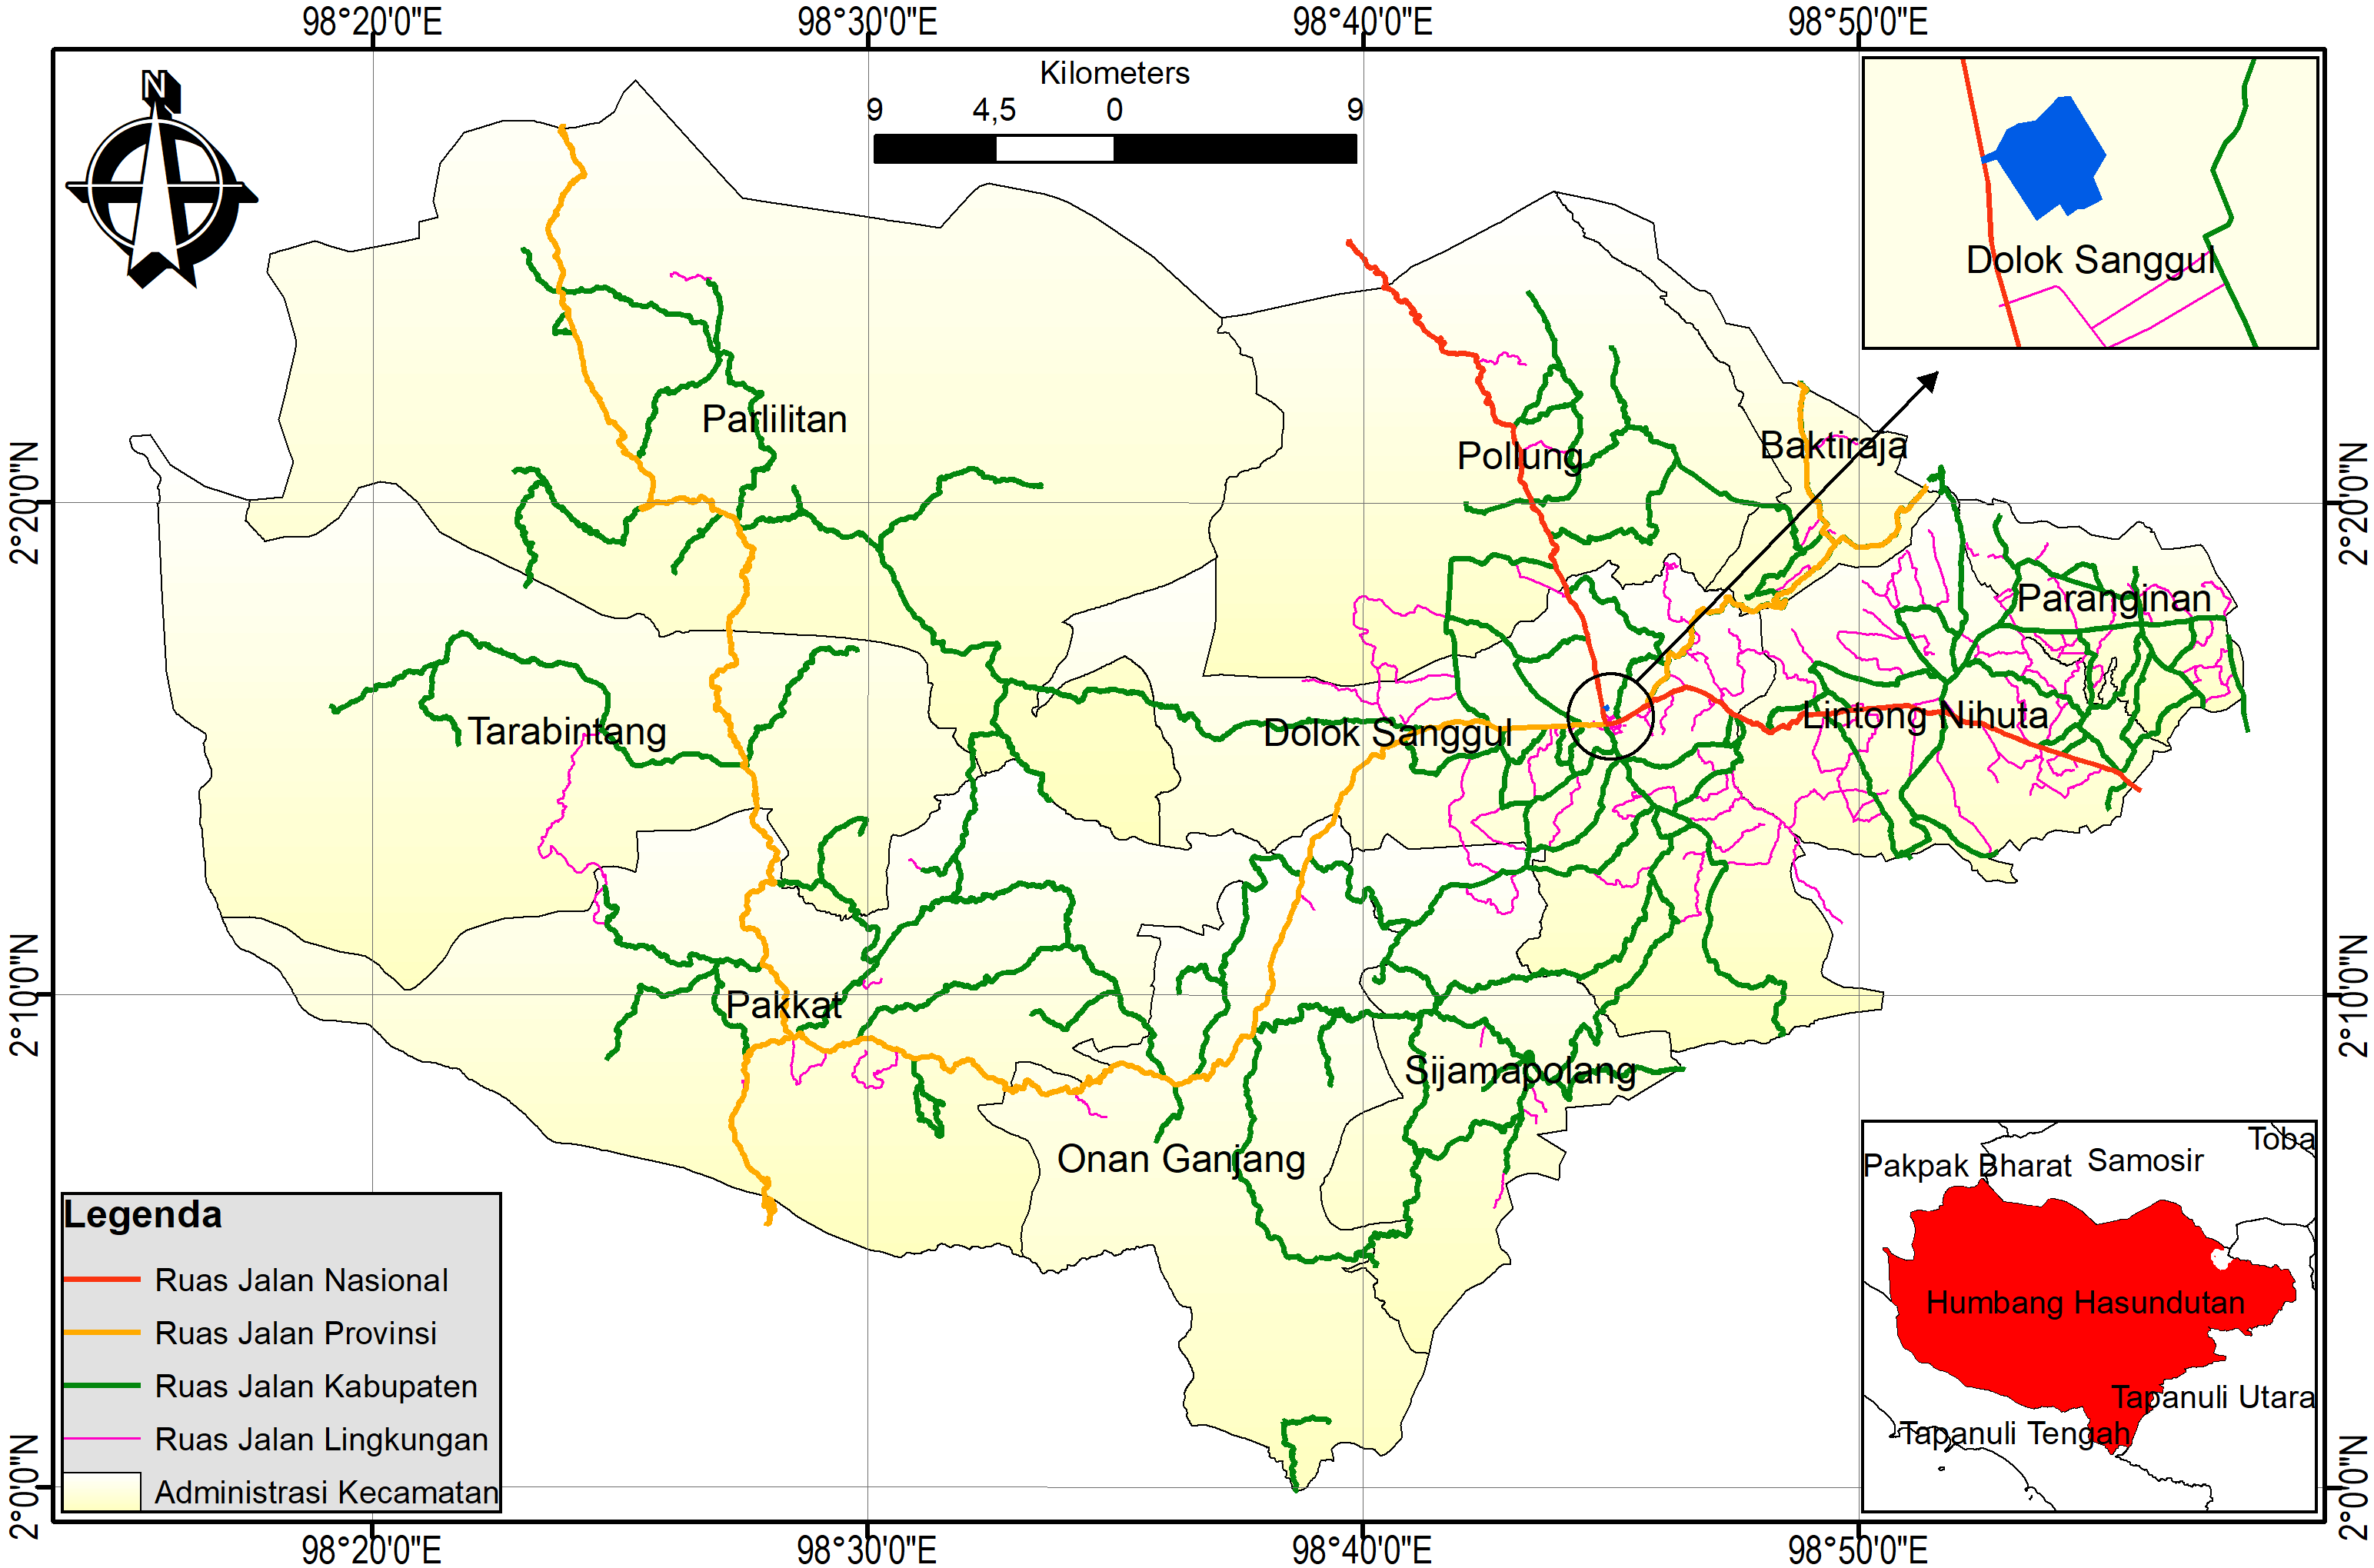 98°20'0"E
98°30'0"E
98°40'0"E
98°50'0"E
N
Kilometers
9
4,5
0
9
Dolok Sanggul
Parlilitan
Pollung
Baktiraja
2°20'0"N
2°20'0"N
Paranginan
Tarabintang
Dolok Sanggul
Lintong Nihuta
2°10'0"N
2°10'0"N
Pakkat
Sijamapolang
Onan Ganjang
Toba
Pakpak Bharat
Samosir
Humbang Hasundutan
Tapanuli Utara
Tapanuli Tengah
Legenda
Ruas Jalan Nasional
Ruas Jalan Provinsi
Ruas Jalan Kabupaten
Ruas Jalan Lingkungan
Administrasi Kecamatan
2°0'0"N
2°0'0"N
98°20'0"E
98°30'0"E
98°40'0"E
98°50'0"E